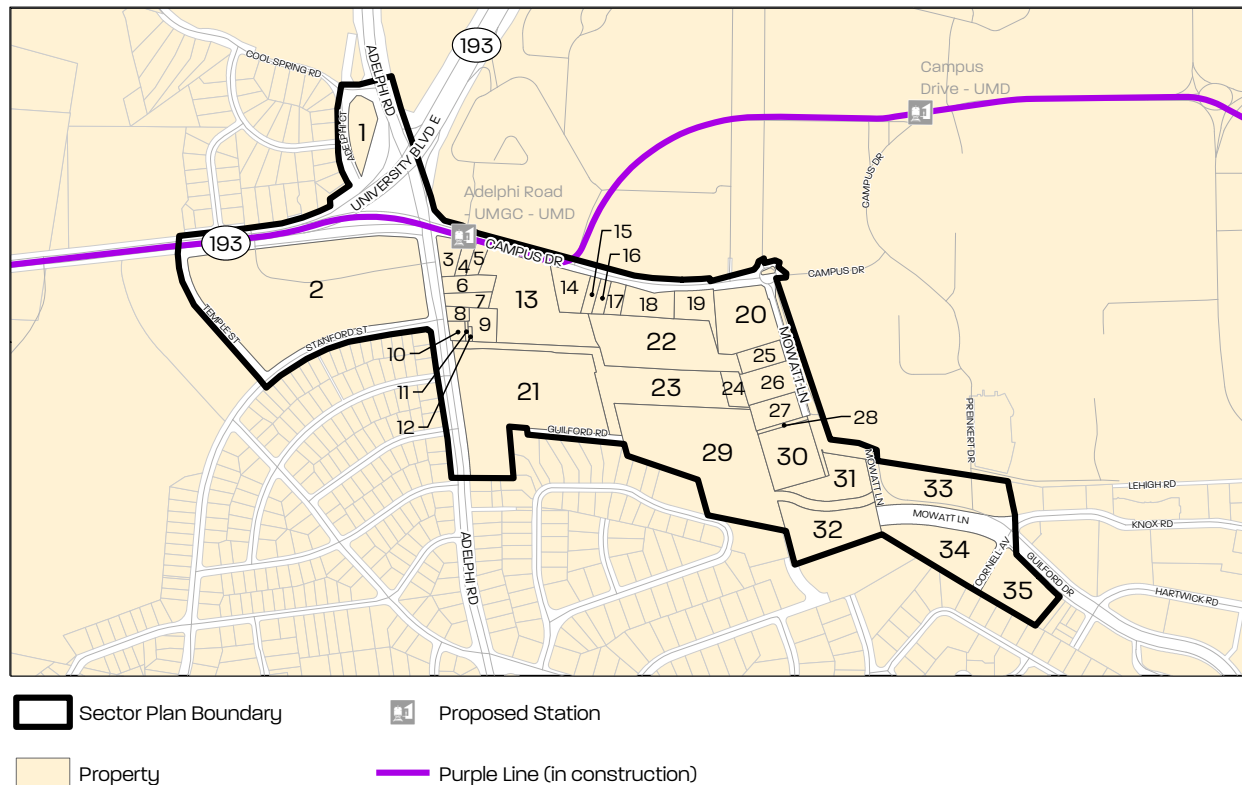 193
COOL SPRING RD
ADELPHI RD
Campus
Drive - UMD
1
ADELPHI CT
UNIVERSITY BLVD E
CAMPUS DR
Adelphi Road
- UMGC - UMD
193
CAMPUS DR
15
16
3
4
5
CAMPUS DR
2
6
13
14
17
18
19
20
7
TEMPLE ST
STANFORD ST
8
9
10
11
12
22
MOWATT LN
25
21
23
24
26
27
28
PREINKERT DR
GUILFORD RD
29
30
31
MOWATT LN
33
LEHIGH RD
MOWATT LN
KNOX RD
32
34
ADELPHI RD
CORNELL AV
GUILFORD DR
35
HARTWICK RD
Sector Plan Boundary
Proposed Station
Property
Purple Line (in construction)